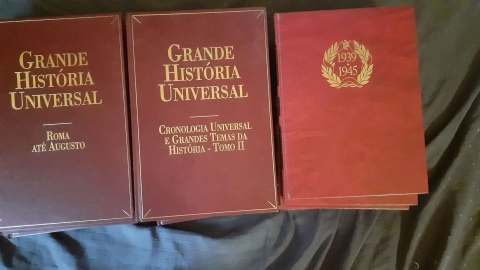 GRANDE
HISTÓRIA
UNIVERSAL
ROMA
ATÉ AUGUSTO
GRANDE
HISTÓRIA
UNIVERSAL
CRONOLOGIA UNIVERSAL
E GRANDES TEMAS DA
HISTÓRIA - TOMO II
1939
1945